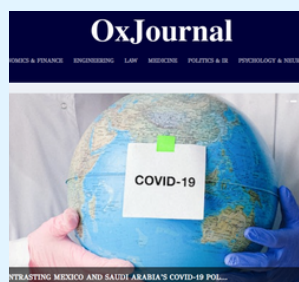 OxJournal
NOMICS & FINANCE ENGINEERING LAW MEDICINE POLITICS & IR PSYCHOLOGY & NEU
COVID-19
NTRASTING MEXICO AND SAUDI ARABIA'S COVID-19 POL...